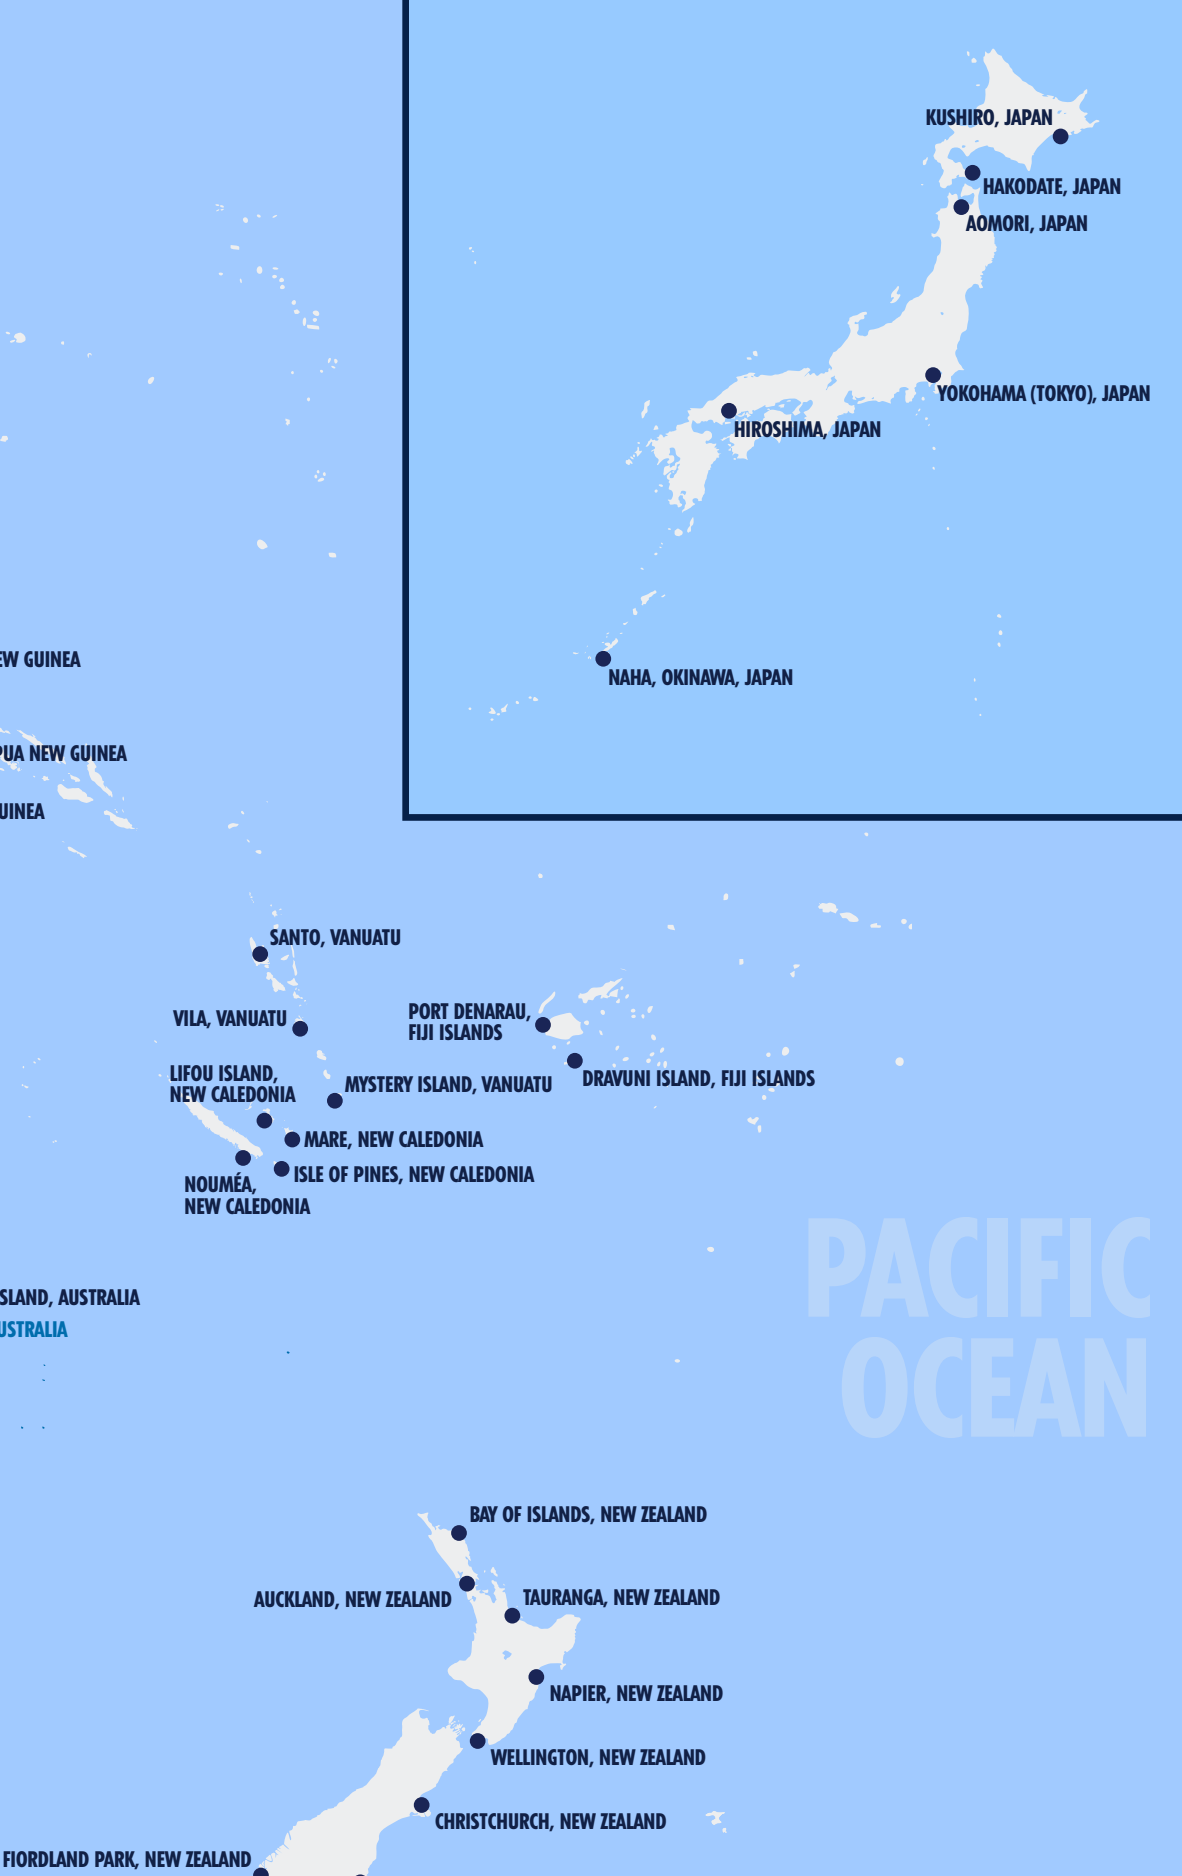 KUSHIRO, JAPAN
HAKODATE, JAPAN
AOMORI, JAPAN
YOKOHAMA (TOKYO), JAPAN
HIROSHIMA, JAPAN
NAHA, OKINAWA, JAPAN
EW GUINEA
PUA NEW GUINEA
UINEA
SANTO, VANUATU
VILA, VANUATU
PORT DENARAU,
FIJI ISLANDS
DRAVUNI ISLAND, FIJI ISLANDS
LIFOU ISLAND,
NEW CALEDONIA
MYSTERY ISLAND, VANUATU
MARE, NEW CALEDONIA
ISLE OF PINES, NEW CALEDONIA
NOUMÉA,
NEW CALEDONIA
PACIFIC
OCEAN
SLAND, AUSTRALIA
USTRALIA
BAY OF ISLANDS, NEW ZEALAND
AUCKLAND, NEW ZEALAND
TAURANGA, NEW ZEALAND
NAPIER, NEW ZEALAND
WELLINGTON, NEW ZEALAND
CHRISTCHURCH, NEW ZEALAND
FIORDLAND PARK, NEW ZEALAND